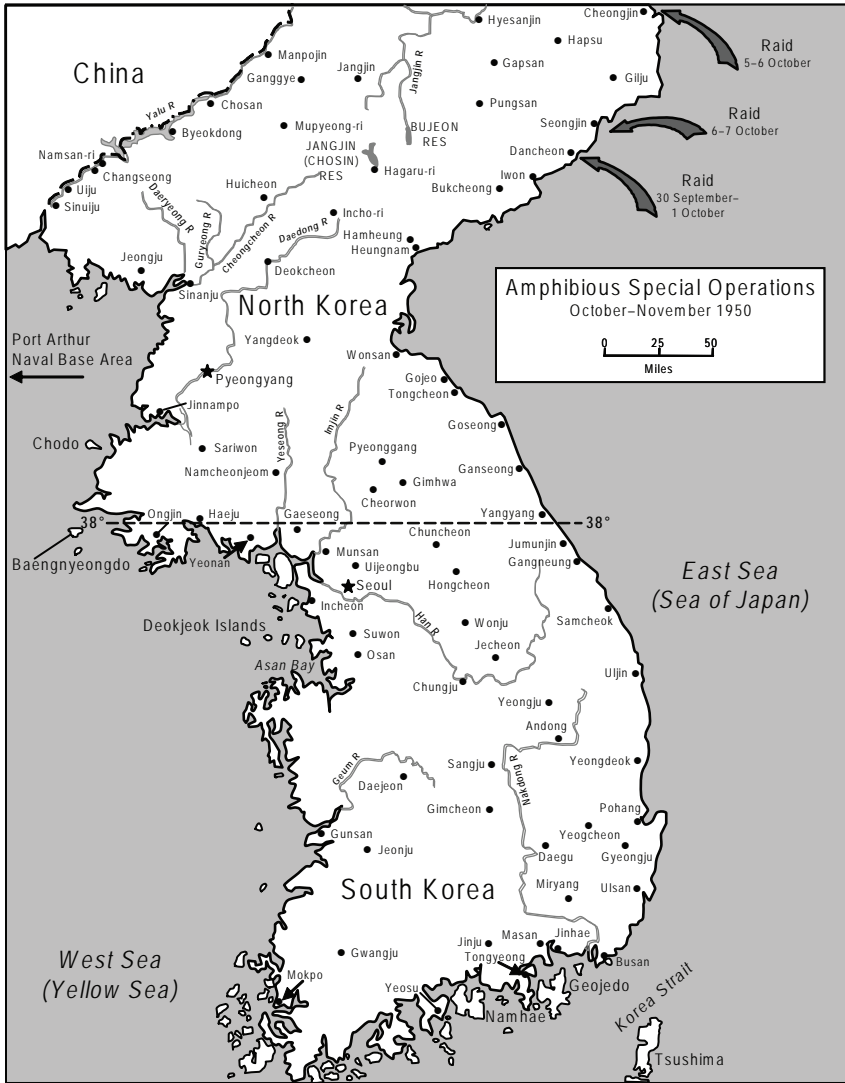 Cheongjin
Hyesanjin
Hapsu
Raid
5–6 October
Manpojin
China
Ganggye
Jangjin
Jangjin R
Gapsan
Gilju
Chosan
Yalu R
Pungsan
Raid
6–7 October
Byeokdong
Mupyeong-ri
BUJEON
RES
Seongjin
JANGJIN
(CHOSIN)
RES
Dancheon
Namsan-ri
Changseong
Hagaru-ri
Iwon
Raid
30 September–
1 October
Uiju
Daeryeong R
Huicheon
Bukcheong
Sinuiju
Guryeong R
Cheongcheon R
Incho-ri
Daedong R
Hamheung
Heungnam
Jeongju
Deokcheon
Sinanju
North Korea
Amphibious Special Operations
October–November 1950
0 25 50
Miles
Port Arthur
Naval Base Area
Yangdeok
Wonsan
Pyeongyang
Gojeo
Tongcheon
Jinnampo
Imjin R
Yeseong R
Goseong
Chodo
Sariwon
Pyeonggang
Namcheonjeom
Ganseong
Gimhwa
Cheorwon
Ongjin
Haeju
Gaeseong
Yangyang
38°
38°
Baengnyeongdo
Yeonan
Munsan
Chuncheon
Jumunjin
Uijeongbu
Gangneung
Hongcheon
Seoul
East Sea
(Sea of Japan)
Incheon
Deokjeok Islands
Han R
Wonju
Samcheok
Suwon
Osan
Jecheon
Asan Bay
Chungju
Uljin
Yeongju
Andong
Geum R
Sangju
Nakdong R
Yeongdeok
Daejeon
Gimcheon
Pohang
Yeogcheon
Gunsan
Jeonju
Daegu
Gyeongju
South Korea
Miryang
Ulsan
West Sea
(Yellow Sea)
Gwangju
Jinju
Masan
Jinhae
Tongyeong
Busan
Mokpo
Yeosu
Geojedo
Namhae
Korea Strait
Tsushima